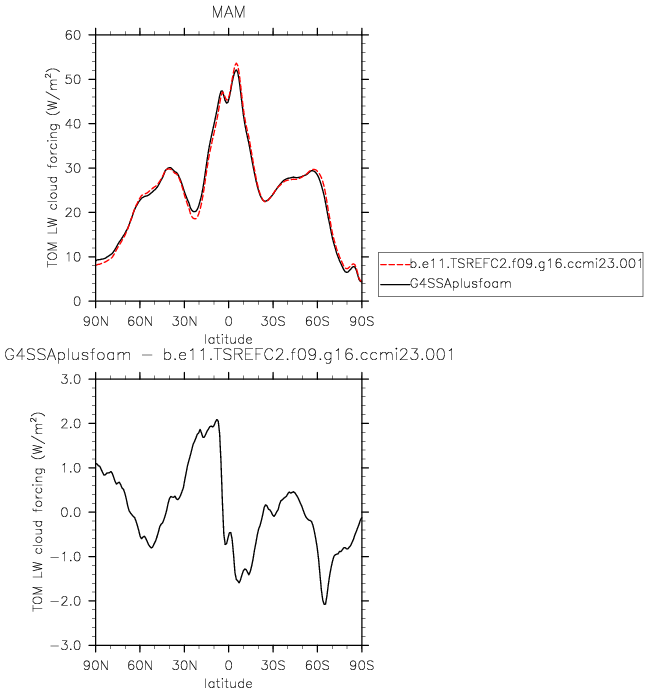 MAM
60
50
40
30
20
10
0
TOM LW cloud forcing (W/m²)
90N 60N 30N 0 30S 60S 90S
latitude
b.e11.TSREFC2.f09.g16.ccmi23.001
G4SSAplusfoam
G4SSAplusfoam – b.e11.TSREFC2.f09.g16.ccmi23.001
3.0
2.0
1.0
0.0
−1.0
−2.0
−3.0
TOM LW cloud forcing (W/m²)
90N 60N 30N 0 30S 60S 90S
latitude